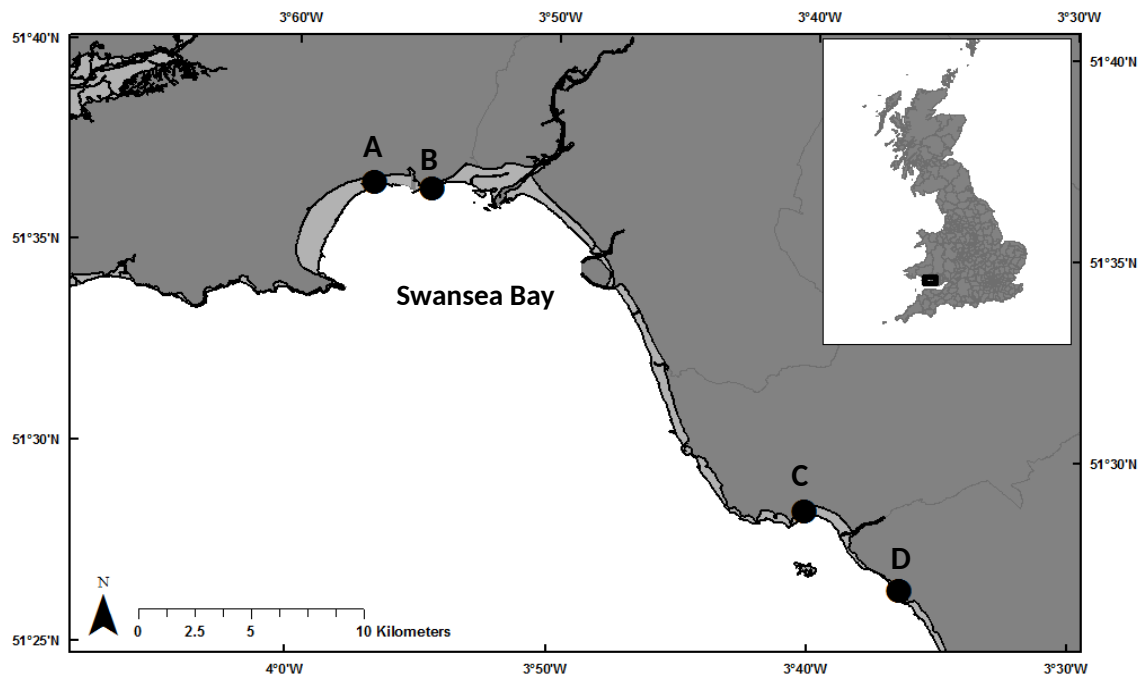 3°60'W 3°50'W 3°40'W 3°30'W
51°40'N 51°40'N
A B
51°35'N 51°35'N
Swansea Bay
51°30'N 51°30'N
C
D
N
0 2.5 5 10 Kilometers
51°25'N 51°25'N
4°0'W 3°50'W 3°40'W 3°30'W